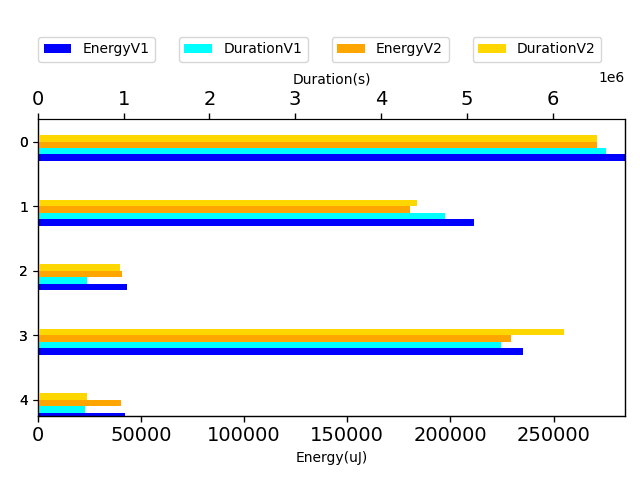 EnergyV1 DurationV1 EnergyV2 DurationV2
Duration(s)
1e6
0 1 2 3 4 5 6
0
1
2
3
4
0 50000 100000 150000 200000 250000
Energy(uJ)